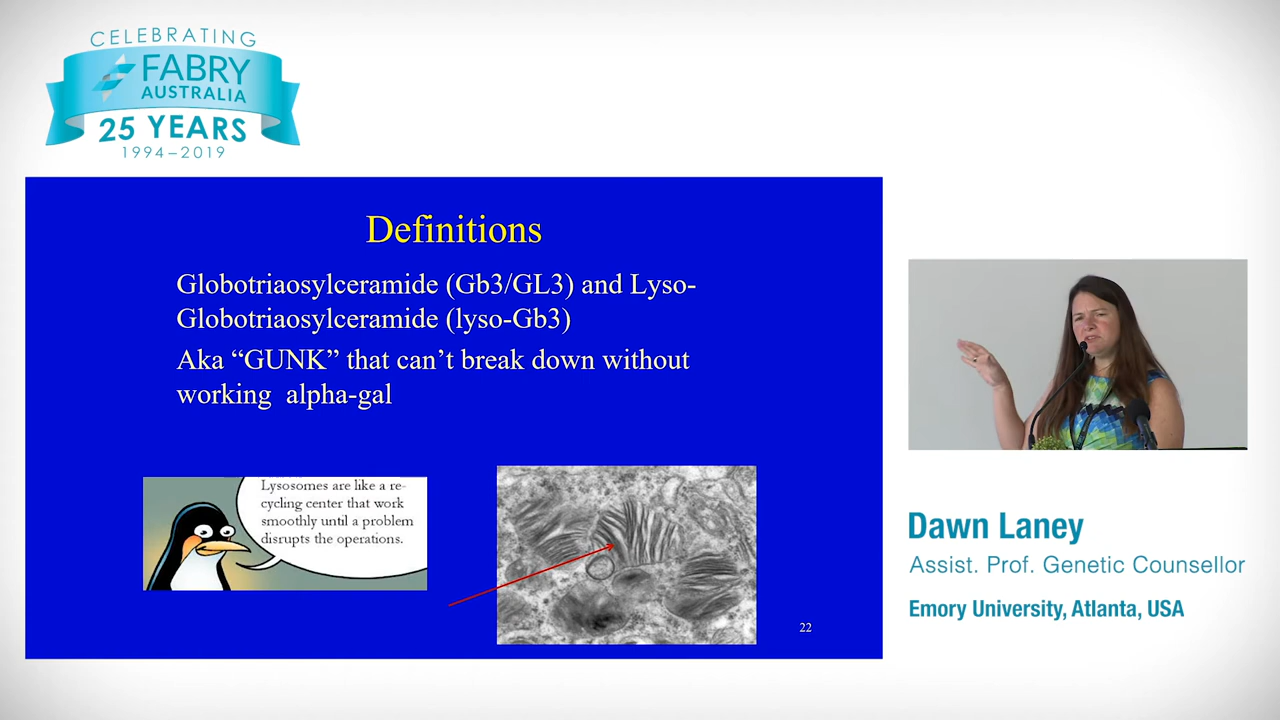 CELEBRATING
FABRY
AUSTRALIA
25 YEARS
1994–2019
Definitions
Globotriaosylceramide (Gb3/GL3) and Lyso-
Globotriaosylceramide (lyso-Gb3)
Aka “GUNK” that can’t break down without
working alpha-gal
Lysosomes are like a re-
cycling center that work
smoothly until a problem
disrupts the operations.
22
Dawn Laney
Assist. Prof. Genetic Counsellor
Emory University, Atlanta, USA